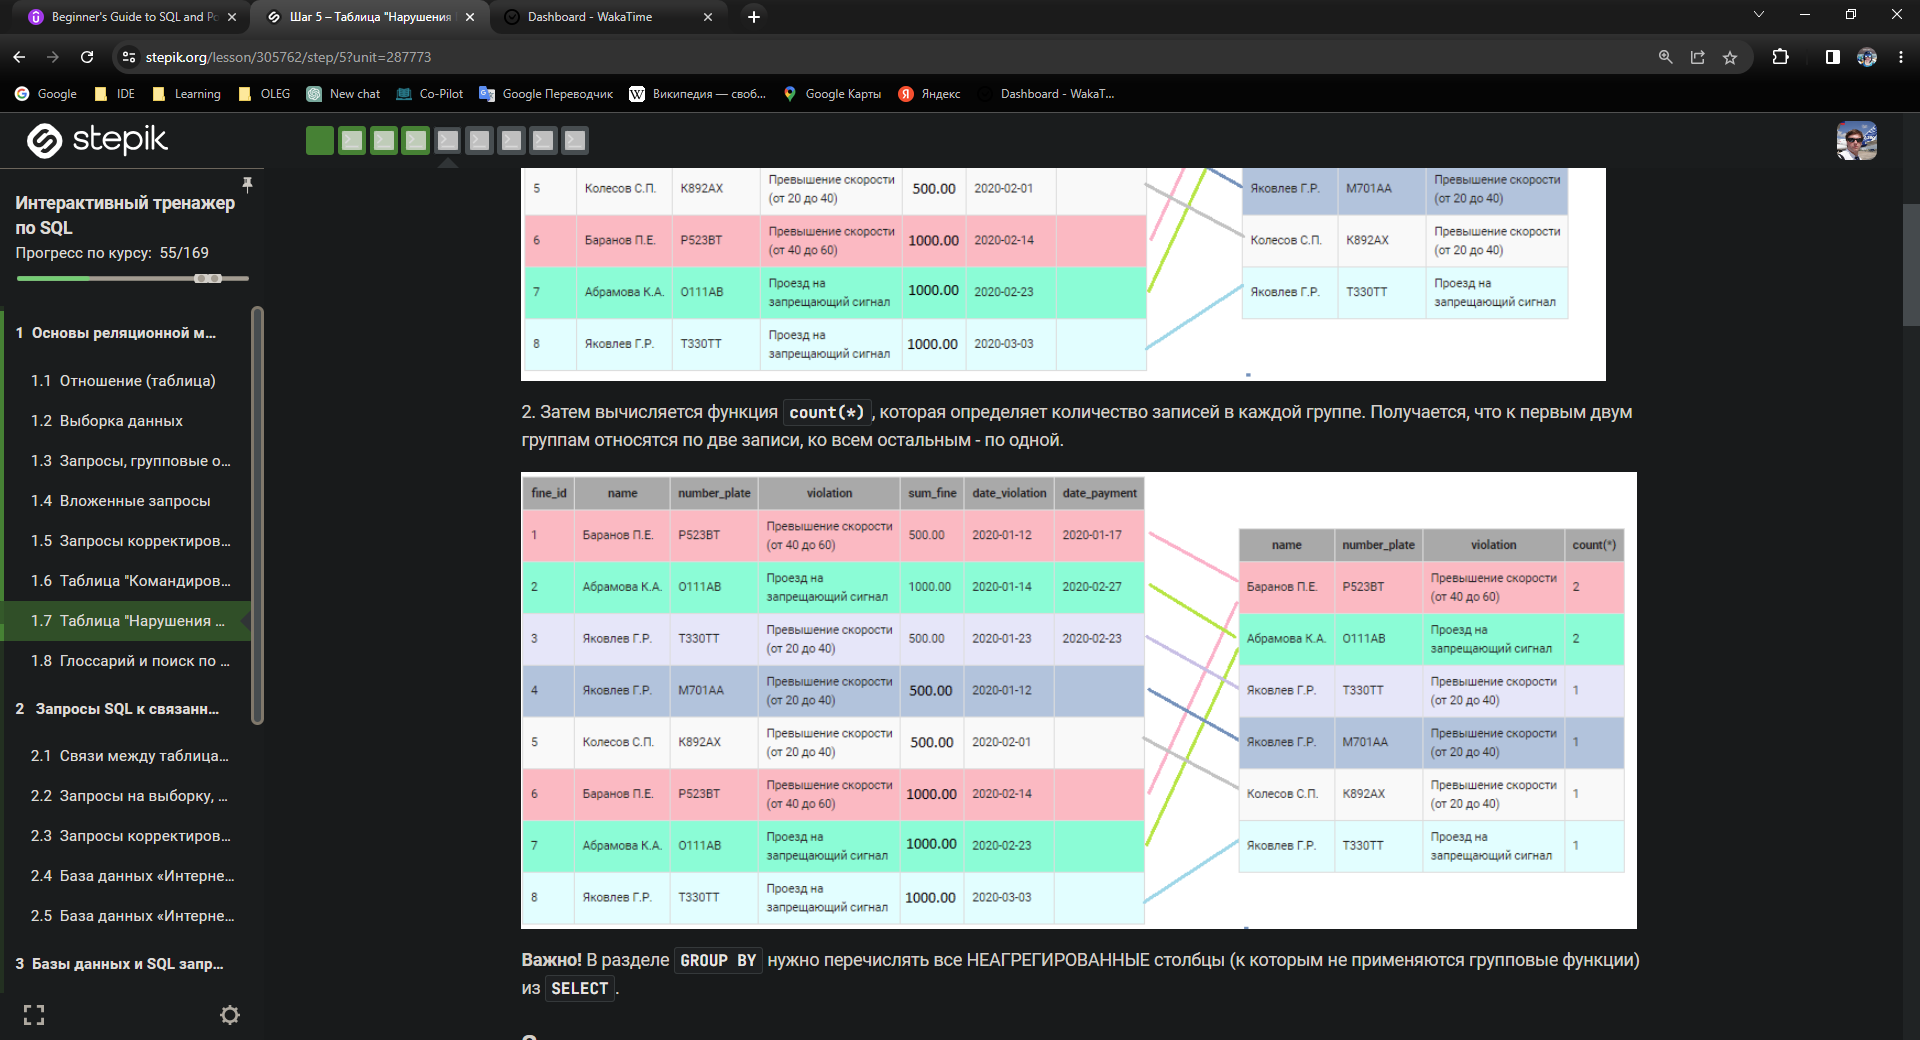 Beginner's Guide to SQL and Po
Шаг 5 – Таблица "Нарушения
Dashboard - WakaTime
stepik.org/lesson/305762/step/5?unit=287773
Google
IDE
Learning
OLEG
New chat
Co-Pilot
Google Переводчик
Википедия — своб...
Google Карты
Яндекс
Dashboard - WakaT...
stepik
Интерактивный тренажер
по SQL
Прогресс по курсу: 55/169
1 Основы реляционной м...
1.1 Отношение (таблица)
1.2 Выборка данных
1.3 Запросы, групповые о...
1.4 Вложенные запросы
1.5 Запросы корректиров...
1.6 Таблица "Командиров...
1.7 Таблица "Нарушения ...
1.8 Глоссарий и поиск по ...
2 Запросы SQL к связанн...
2.1 Связи между таблица...
2.2 Запросы на выборку, ...
2.3 Запросы корректиров...
2.4 База данных «Интерне...
2.5 База данных «Интерне...
3 Базы данных и SQL запр...
5 Колесов С.П. К892АХ Превышение скорости (от 20 до 40) 500.00 2020-02-01
6 Баранов П.Е. Р523ВТ Превышение скорости (от 40 до 60) 1000.00 2020-02-14
7 Абрамова К.А. О111АВ Проезд на запрещающий сигнал 1000.00 2020-02-23
8 Яковлев Г.Р. Т330ТТ Проезд на запрещающий сигнал 1000.00 2020-03-03
Яковлев Г.Р. М701АА Превышение скорости (от 20 до 40)
Колесов С.П. К892АХ Превышение скорости (от 20 до 40)
Яковлев Г.Р. Т330ТТ Проезд на запрещающий сигнал
2. Затем вычисляется функция count(*), которая определяет количество записей в каждой группе. Получается, что к первым двум
группам относятся по две записи, ко всем остальным - по одной.
fine_id name number_plate violation sum_fine date_violation date_payment
1 Баранов П.Е. Р523ВТ Превышение скорости (от 40 до 60) 500.00 2020-01-12 2020-01-17
2 Абрамова К.А. О111АВ Проезд на запрещающий сигнал 1000.00 2020-01-14 2020-02-27
3 Яковлев Г.Р. Т330ТТ Превышение скорости (от 20 до 40) 500.00 2020-01-23 2020-02-23
4 Яковлев Г.Р. М701АА Превышение скорости (от 20 до 40) 500.00 2020-01-12
5 Колесов С.П. К892АХ Превышение скорости (от 20 до 40) 500.00 2020-02-01
6 Баранов П.Е. Р523ВТ Превышение скорости (от 40 до 60) 1000.00 2020-02-14
7 Абрамова К.А. О111АВ Проезд на запрещающий сигнал 1000.00 2020-02-23
8 Яковлев Г.Р. Т330ТТ Проезд на запрещающий сигнал 1000.00 2020-03-03
name number_plate violation count(*)
Баранов П.Е. Р523ВТ Превышение скорости (от 40 до 60) 2
Абрамова К.А. О111АВ Проезд на запрещающий сигнал 2
Яковлев Г.Р. Т330ТТ Превышение скорости (от 20 до 40) 1
Яковлев Г.Р. М701АА Превышение скорости (от 20 до 40) 1
Колесов С.П. К892АХ Превышение скорости (от 20 до 40) 1
Яковлев Г.Р. Т330ТТ Проезд на запрещающий сигнал 1
Важно! В разделе GROUP BY нужно перечислять все НЕАГРЕГИРОВАННЫЕ столбцы (к которым не применяются групповые функции)
из SELECT.